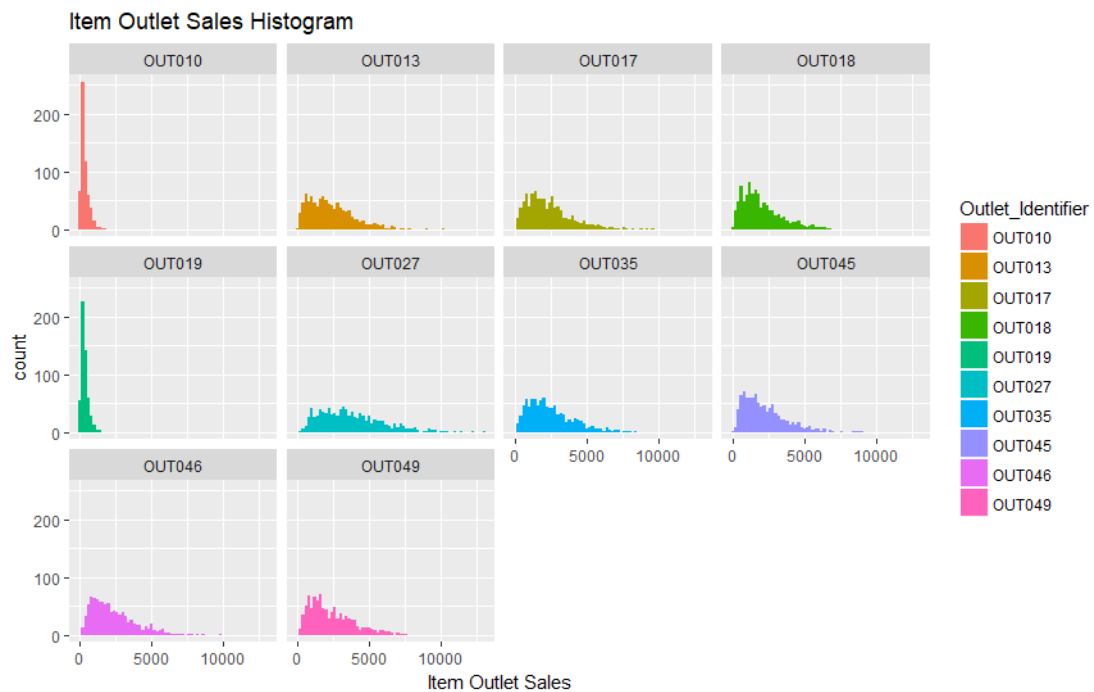 Item Outlet Sales Histogram
OUT010 OUT013 OUT017 OUT018
200
100
0
OUT019 OUT027 OUT035 OUT045
200
100
0
0 5000 10000 0 5000 10000
OUT046 OUT049
200
100
0
0 5000 10000 0 5000 10000
count
Item Outlet Sales
Outlet_Identifier
OUT010
OUT013
OUT017
OUT018
OUT019
OUT027
OUT035
OUT045
OUT046
OUT049